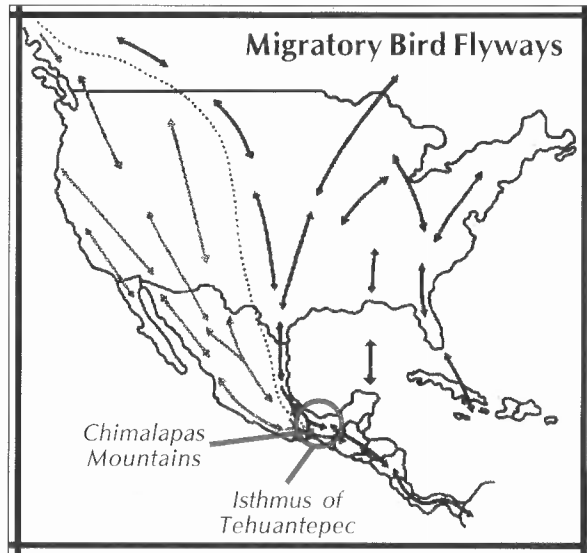 Migratory Bird Flyways
Chimalapas
Mountains
Isthmus of
Tehuantepec